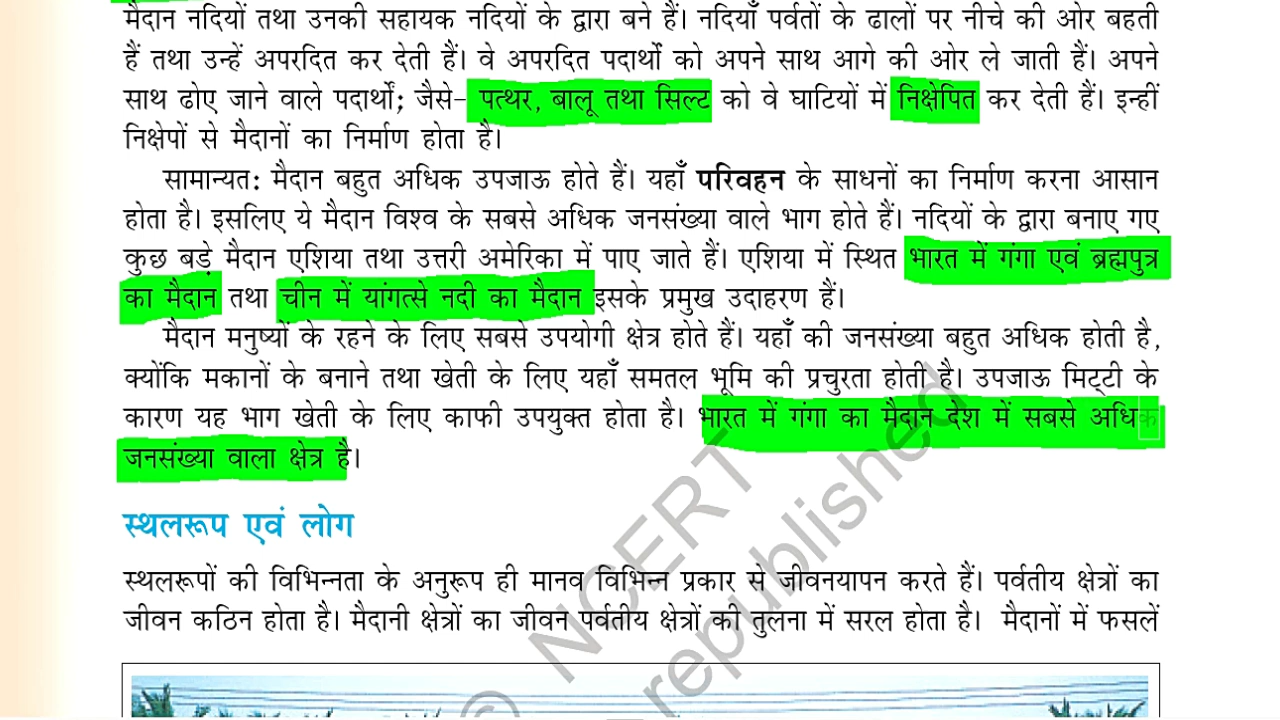 मैदान नदियों तथा उनकी सहायक नदियों के द्वारा बने हैं। नदियाँ पर्वतों के ढालों पर नीचे की ओर बहती
हैं तथा उन्हें अपरदित कर देती हैं। वे अपरदित पदार्थों को अपने साथ आगे की ओर ले जाती हैं। अपने
साथ ढोए जाने वाले पदार्थों; जैसे– पत्थर, बालू तथा सिल्ट को वे घाटियों में निक्षेपित कर देती हैं। इन्हीं
निक्षेपों से मैदानों का निर्माण होता है।
सामान्यत: मैदान बहुत अधिक उपजाऊ होते हैं। यहाँ परिवहन के साधनों का निर्माण करना आसान
होता है। इसलिए ये मैदान विश्व के सबसे अधिक जनसंख्या वाले भाग होते हैं। नदियों के द्वारा बनाए गए
कुछ बड़े मैदान एशिया तथा उत्तरी अमेरिका में पाए जाते हैं। एशिया में स्थित भारत में गंगा एवं ब्रह्मपुत्र
का मैदान तथा चीन में यांगत्से नदी का मैदान इसके प्रमुख उदाहरण हैं।
मैदान मनुष्यों के रहने के लिए सबसे उपयोगी क्षेत्र होते हैं। यहाँ की जनसंख्या बहुत अधिक होती है,
क्योंकि मकानों के बनाने तथा खेती के लिए यहाँ समतल भूमि की प्रचुरता होती है। उपजाऊ मिट्टी के
कारण यह भाग खेती के लिए काफी उपयुक्त होता है। भारत में गंगा का मैदान देश में सबसे अधिक
जनसंख्या वाला क्षेत्र है।
स्थलरूप एवं लोग
स्थलरूपों की विभिन्नता के अनुरूप ही मानव विभिन्न प्रकार से जीवनयापन करते हैं। पर्वतीय क्षेत्रों का
जीवन कठिन होता है। मैदानी क्षेत्रों का जीवन पर्वतीय क्षेत्रों की तुलना में सरल होता है। मैदानों में फसलें
© NCERT
republished